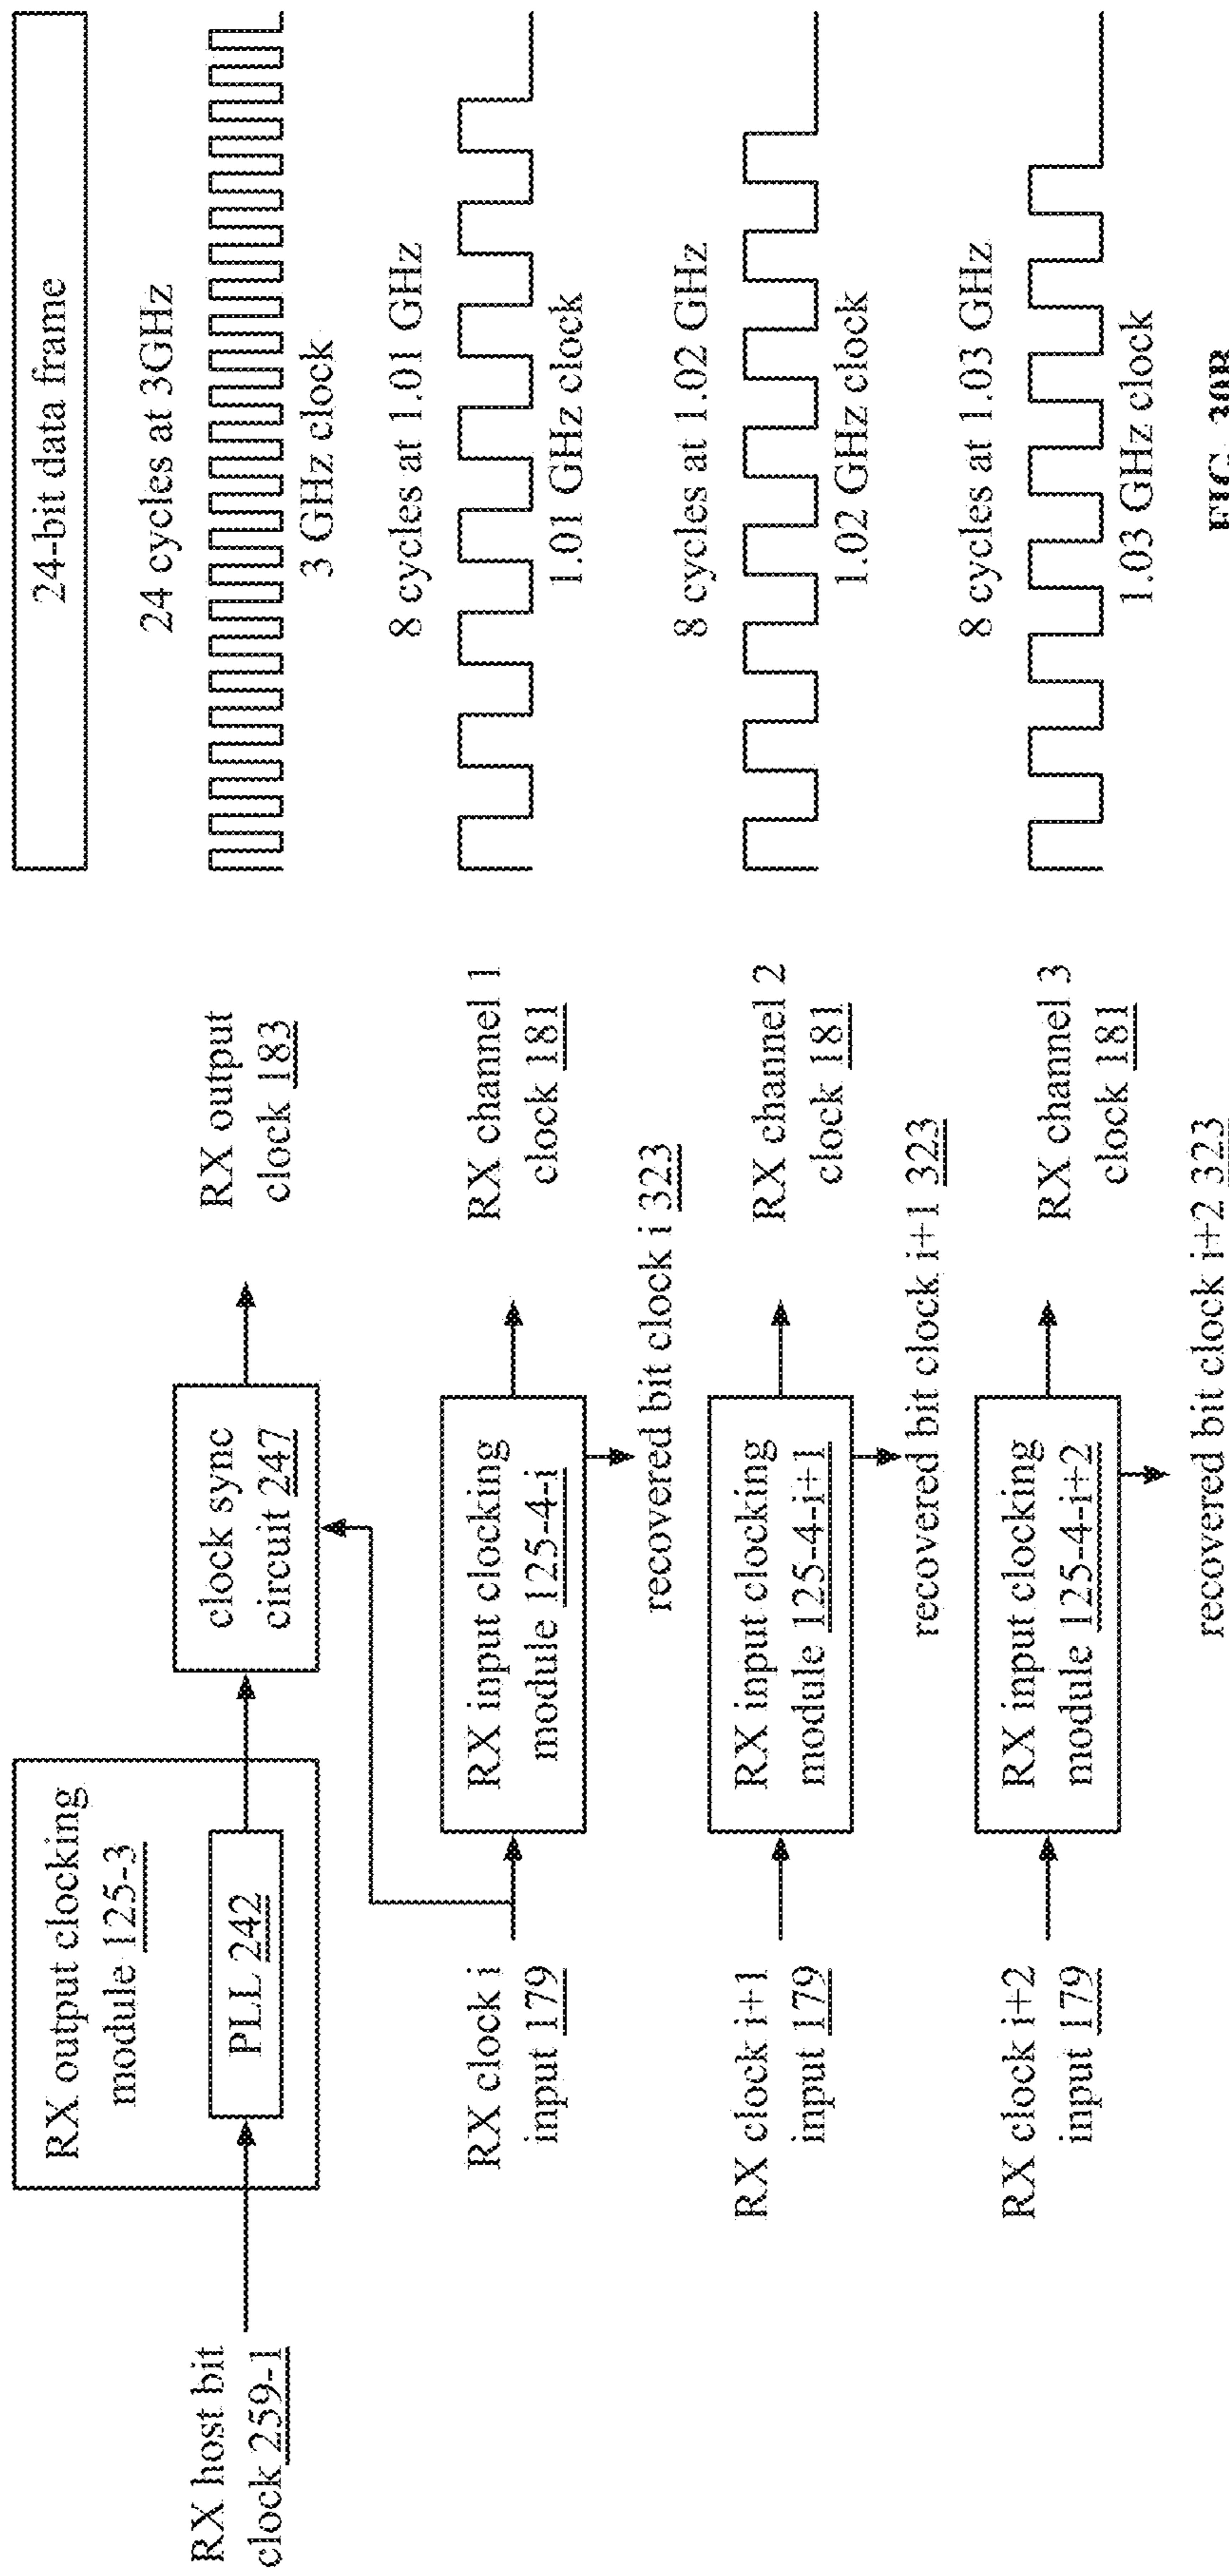 RX host bit
clock 259-1
RX output clocking
module 125-3
PLL 242
clock sync
circuit 247
RX output
clock 183
24-bit data frame
24 cycles at 3GHz
3 GHz clock
RX clock i
input 179
RX input clocking
module 125-4-i
recovered bit clock i 323
RX channel 1
clock 181
8 cycles at 1.01 GHz
1.01 GHz clock
RX clock i+1
input 179
RX input clocking
module 125-4-i+1
recovered bit clock i+1 323
RX channel 2
clock 181
8 cycles at 1.02 GHz
1.02 GHz clock
RX clock i+2
input 179
RX input clocking
module 125-4-i+2
recovered bit clock i+2 323
RX channel 3
clock 181
8 cycles at 1.03 GHz
1.03 GHz clock
FIG. 30B